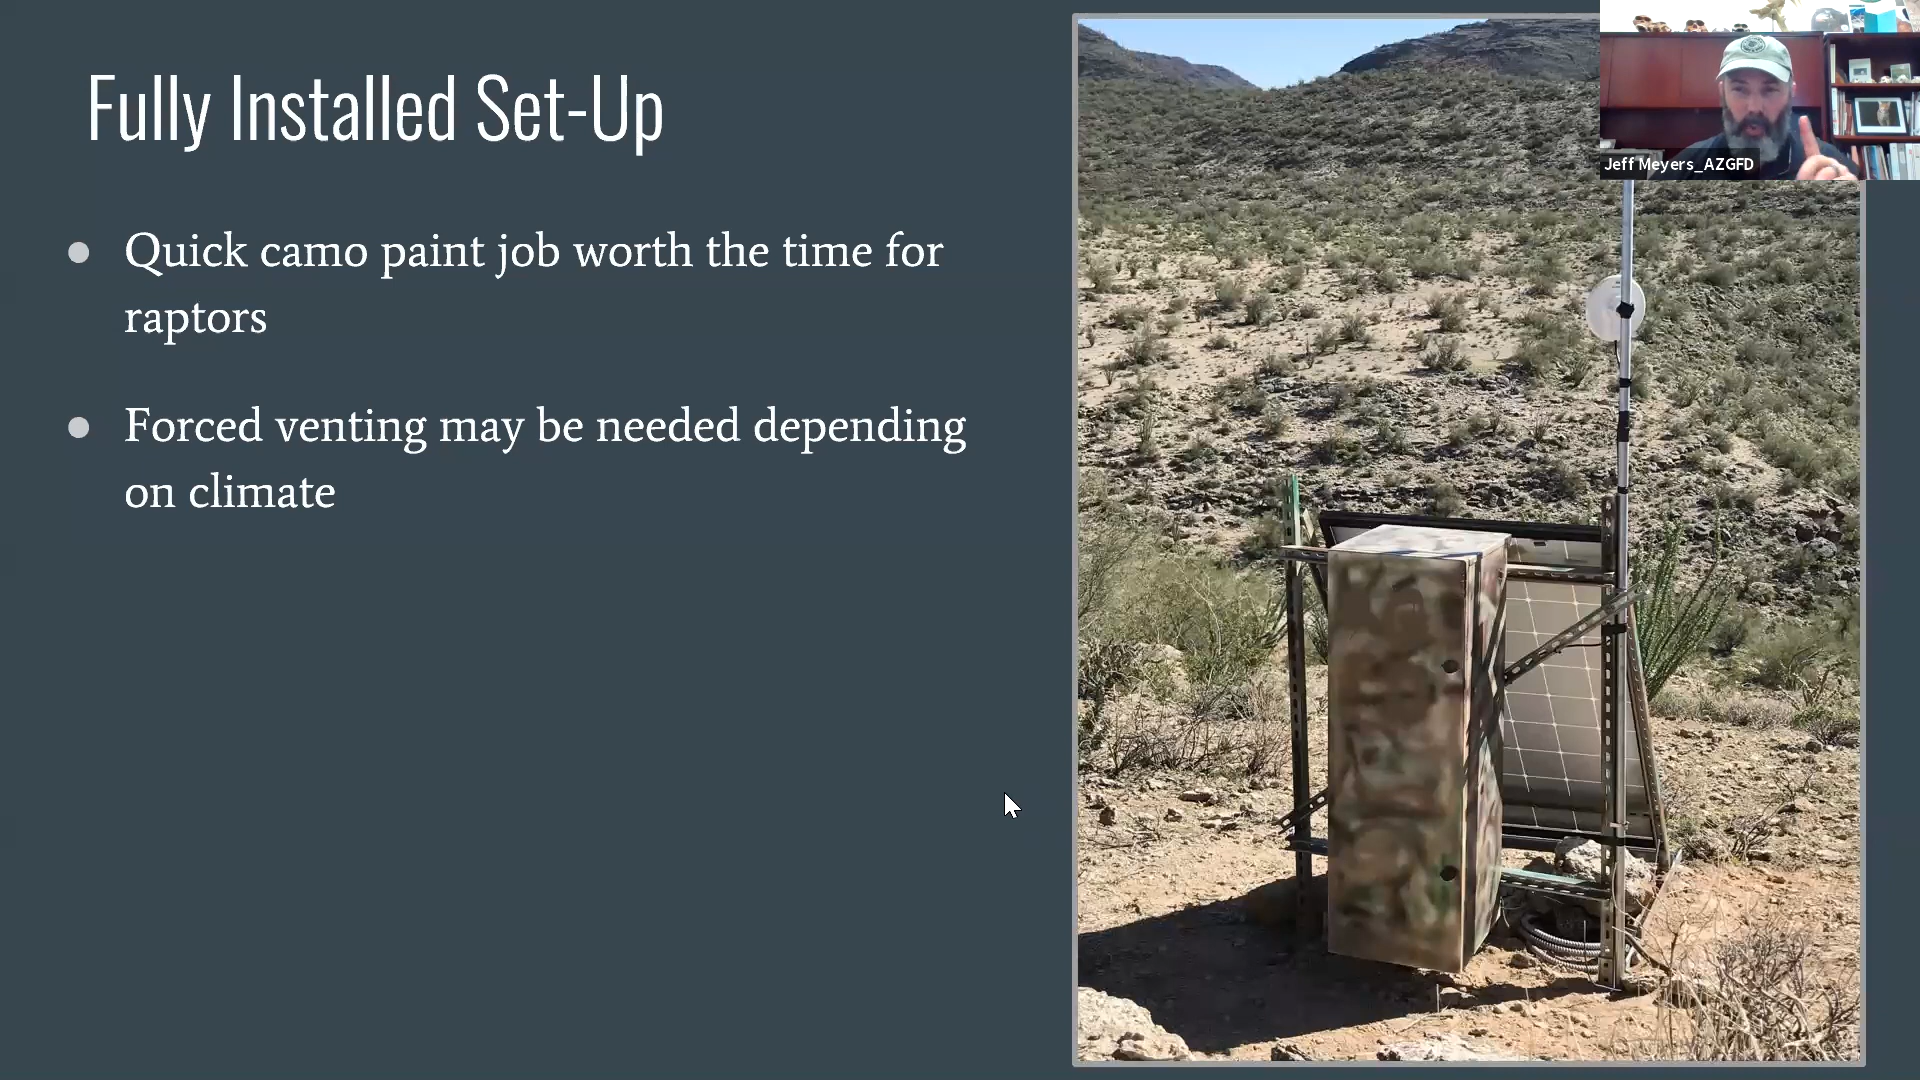 Fully Installed Set-Up
Quick camo paint job worth the time for
raptors
Forced venting may be needed depending
on climate
Jeff Meyers_AZGFD